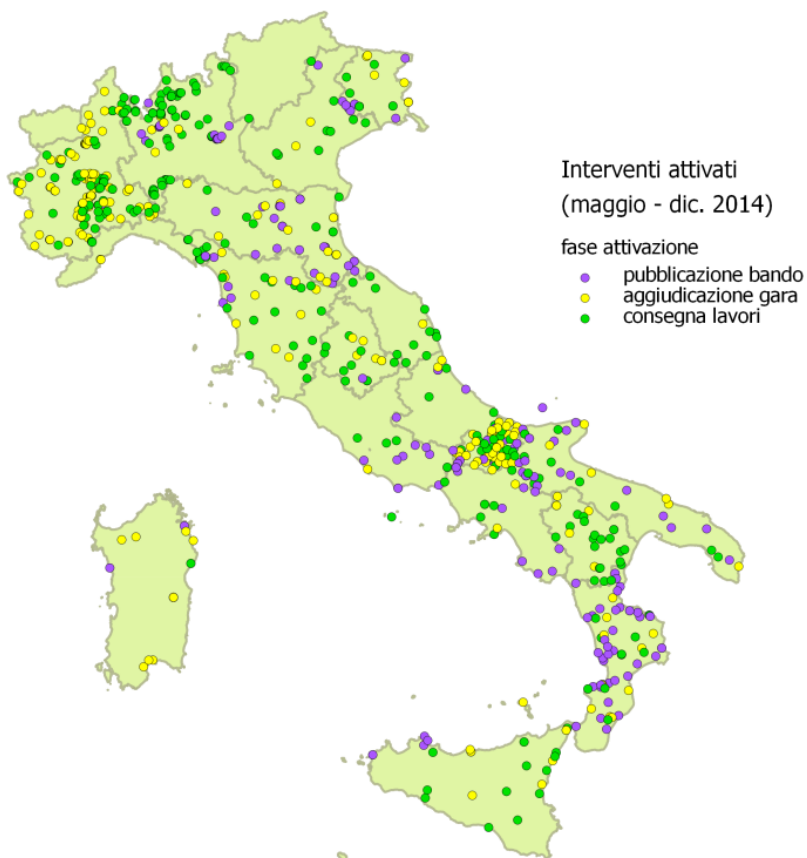 Interventi attivati
(maggio - dic. 2014)
fase attivazione
pubblicazione bando
aggiudicazione gara
consegna lavori